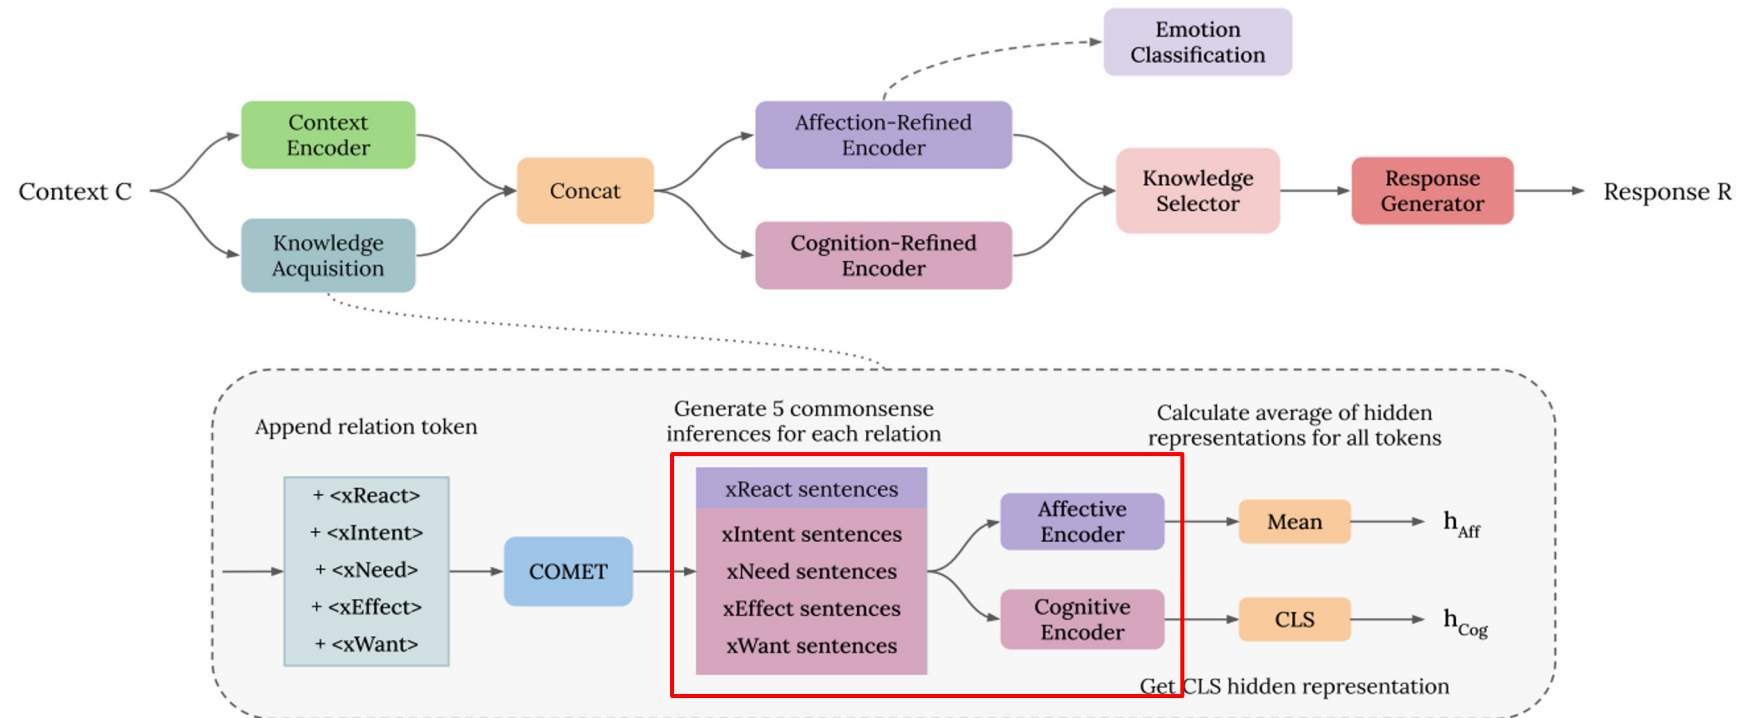 Emotion
Classification
Context
Encoder
Affection-Refined
Encoder
Context C
Concat
Knowledge
Selector
Response
Generator
Response R
Knowledge
Acquisition
Cognition-Refined
Encoder
Append relation token
Generate 5 commonsense
inferences for each relation
Calculate average of hidden
representations for all tokens
+ <xReact>
+ <xIntent>
+ <xNeed>
+ <xEffect>
+ <xWant>
COMET
xReact sentences
xIntent sentences
xNeed sentences
xEffect sentences
xWant sentences
Affective
Encoder
Mean
hAff
Cognitive
Encoder
CLS
hCog
Get CLS hidden representation